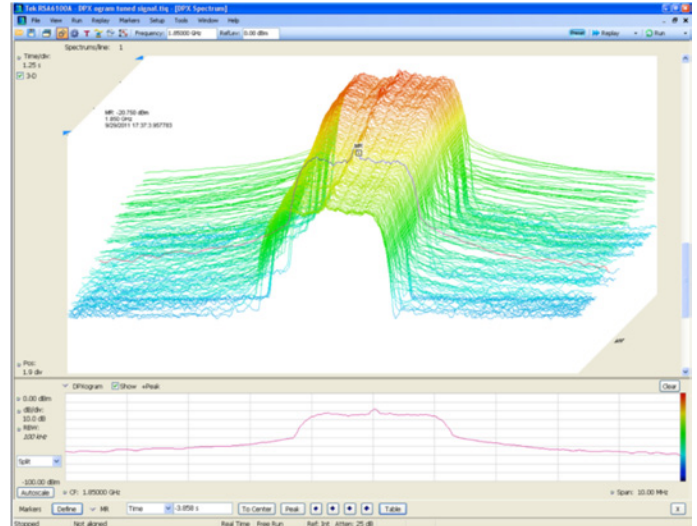 Tek RSA6100A - DPX ogram tuned signal.tiq - [DPX Spectrum]
File View Run Replay Markers Setup Tools Window Help
Frequency: 1.85000 GHz RefLev: 0.00 dBm Preset Replay Run
Spectrums/line: 1
Time/div:
1.25 s
3-D
MR: -20.750 dBm
1.850 GHz
9/29/2011 17:37:3.957783
MR
Pos:
1.9 div
DPXogram Show +Peak Clear
0.00 dBm
dB/div:
10.0 dB
RBW:
300 kHz
Split
-100.00 dBm
Autoscale CF: 1.85000 GHz Span: 10.00 MHz
Markers Define MR Time -3.858 s To Center Peak Table X
Stopped Not aligned Real Time Free Run Ref: Int Atten: 25 dB